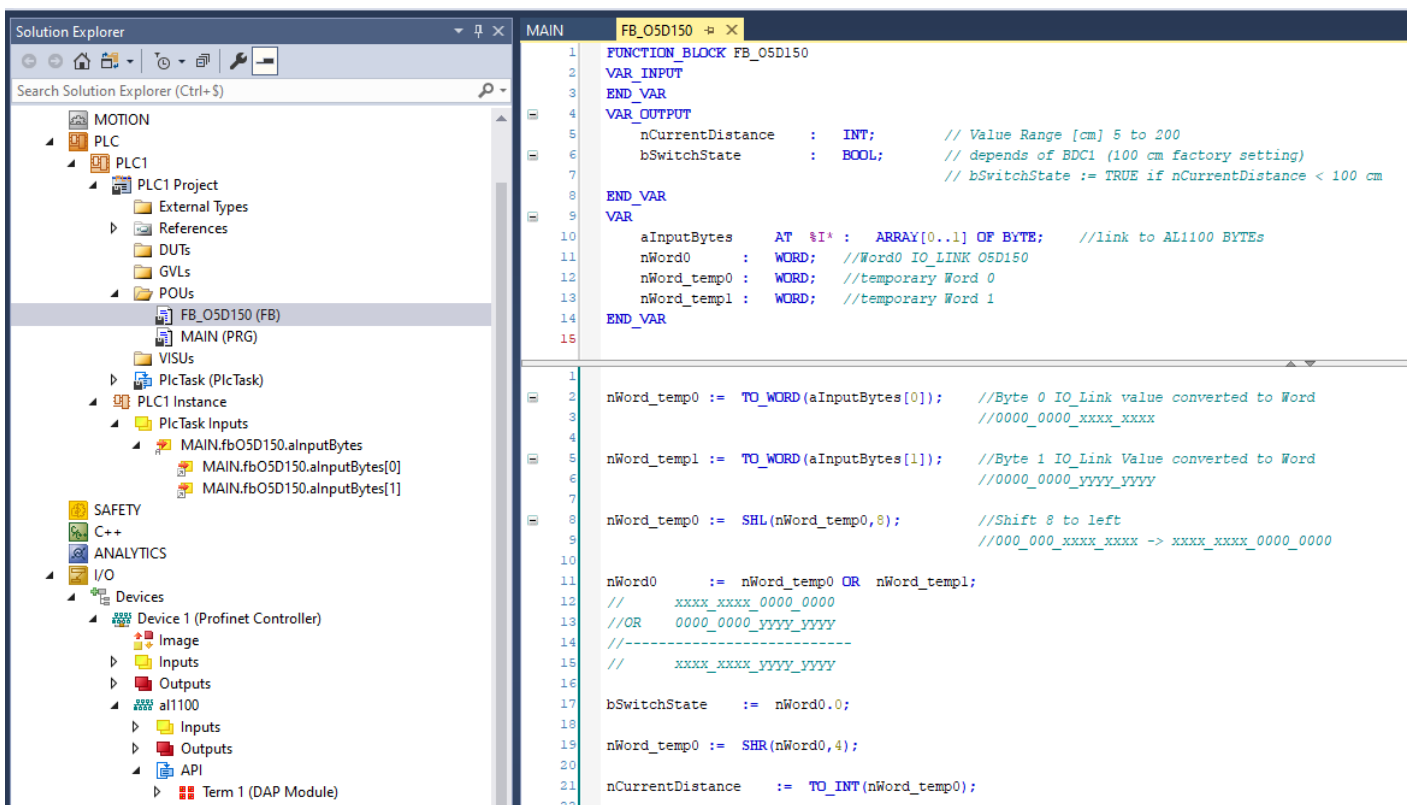 Solution Explorer
Search Solution Explorer (Ctrl+$)
MOTION
PLC
PLC1
PLC1 Project
External Types
References
DUTs
GVLs
POUs
FB_O5D150 (FB)
MAIN (PRG)
VISUs
PlcTask (PlcTask)
PLC1 Instance
PlcTask Inputs
MAIN.fbO5D150.aInputBytes
MAIN.fbO5D150.aInputBytes[0]
MAIN.fbO5D150.aInputBytes[1]
SAFETY
C++
ANALYTICS
I/O
Devices
Device 1 (Profinet Controller)
Image
Inputs
Outputs
al1100
Inputs
Outputs
API
Term 1 (DAP Module)
MAIN FB_O5D150
1 FUNCTION_BLOCK FB_O5D150
2 VAR_INPUT
3 END_VAR
4 VAR_OUTPUT
5 nCurrentDistance : INT; // Value Range [cm] 5 to 200
6 bSwitchState : BOOL; // depends of BDC1 (100 cm factory setting)
7 // bSwitchState := TRUE if nCurrentDistance < 100 cm
8 END_VAR
9 VAR
10 aInputBytes AT %I* : ARRAY[0..1] OF BYTE; //link to AL1100 BYTEs
11 nWord0 : WORD; //Word0 IO_LINK O5D150
12 nWord_temp0 : WORD; //temporary Word 0
13 nWord_temp1 : WORD; //temporary Word 1
14 END_VAR
15
1
2 nWord_temp0 := TO_WORD(aInputBytes[0]); //Byte 0 IO_Link value converted to Word
3 //0000_0000_xxxx_xxxx
4
5 nWord_temp1 := TO_WORD(aInputBytes[1]); //Byte 1 IO_Link Value converted to Word
6 //0000_0000_yyyy_yyyy
7
8 nWord_temp0 := SHL(nWord_temp0,8); //Shift 8 to left
9 //000_000_xxxx_xxxx -> xxxx_xxxx_0000_0000
10
11 nWord0 := nWord_temp0 OR nWord_temp1;
12 // xxxx_xxxx_0000_0000
13 //OR 0000_0000_yyyy_yyyy
14 //---------------------------
15 // xxxx_xxxx_yyyy_yyyy
16
17 bSwitchState := nWord0.0;
18
19 nWord_temp0 := SHR(nWord0,4);
20
21 nCurrentDistance := TO_INT(nWord_temp0);